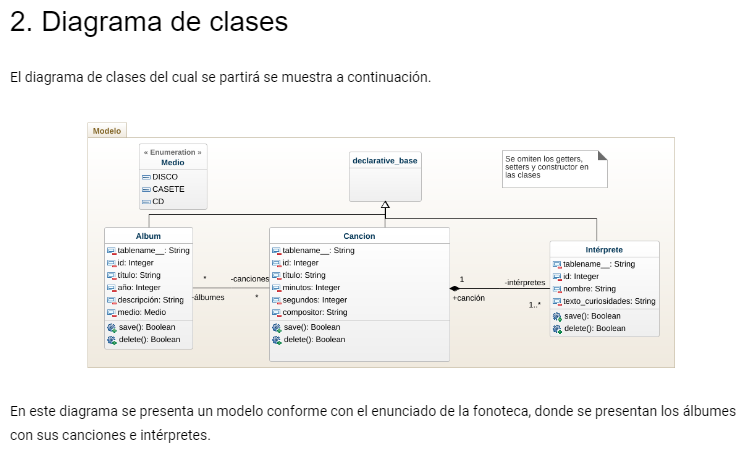 2. Diagrama de clases
El diagrama de clases del cual se partirá se muestra a continuación.
Modelo
« Enumeration »
Medio
DISCO
CASETE
CD
declarative_base
Se omiten los getters,
setters y constructor en
las clases
Album
tablename__: String
id: Integer
título: String
año: Integer
descripción: String
medio: Medio
save(): Boolean
delete(): Boolean
*
-canciones
-álbumes
*
Cancion
tablename__: String
id: Integer
título: String
minutos: Integer
segundos: Integer
compositor: String
save(): Boolean
delete(): Boolean
1
-intérpretes
+canción
1..*
Intérprete
tablename__: String
id: Integer
nombre: String
texto_curiosidades: String
save(): Boolean
delete(): Boolean
En este diagrama se presenta un modelo conforme con el enunciado de la fonoteca, donde se presentan los álbumes
con sus canciones e intérpretes.